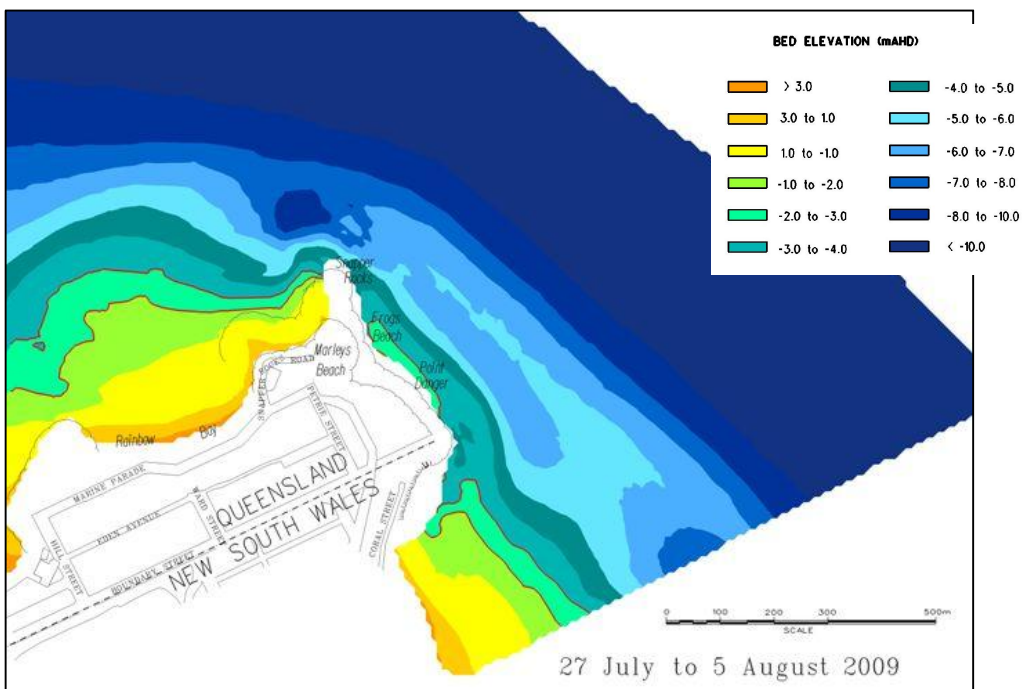 BED ELEVATION (mAHD)
> 3.0
3.0 to 1.0
1.0 to -1.0
-1.0 to -2.0
-2.0 to -3.0
-3.0 to -4.0
-4.0 to -5.0
-5.0 to -6.0
-6.0 to -7.0
-7.0 to -8.0
-8.0 to -10.0
< -10.0
Snapper
Rocks
Frogs
Beach
Marleys
Beach
Point
Danger
SNAPPER ROCKS ROAD
PETRIE STREET
Rainbow Bay
MARINE PARADE
QUEENSLAND
EDEN AVENUE
WARD STREET
NEW SOUTH WALES
CORAL STREET
HILL STREET
BOUNDARY STREET
0 100 200 300 500m
SCALE
27 July to 5 August 2009